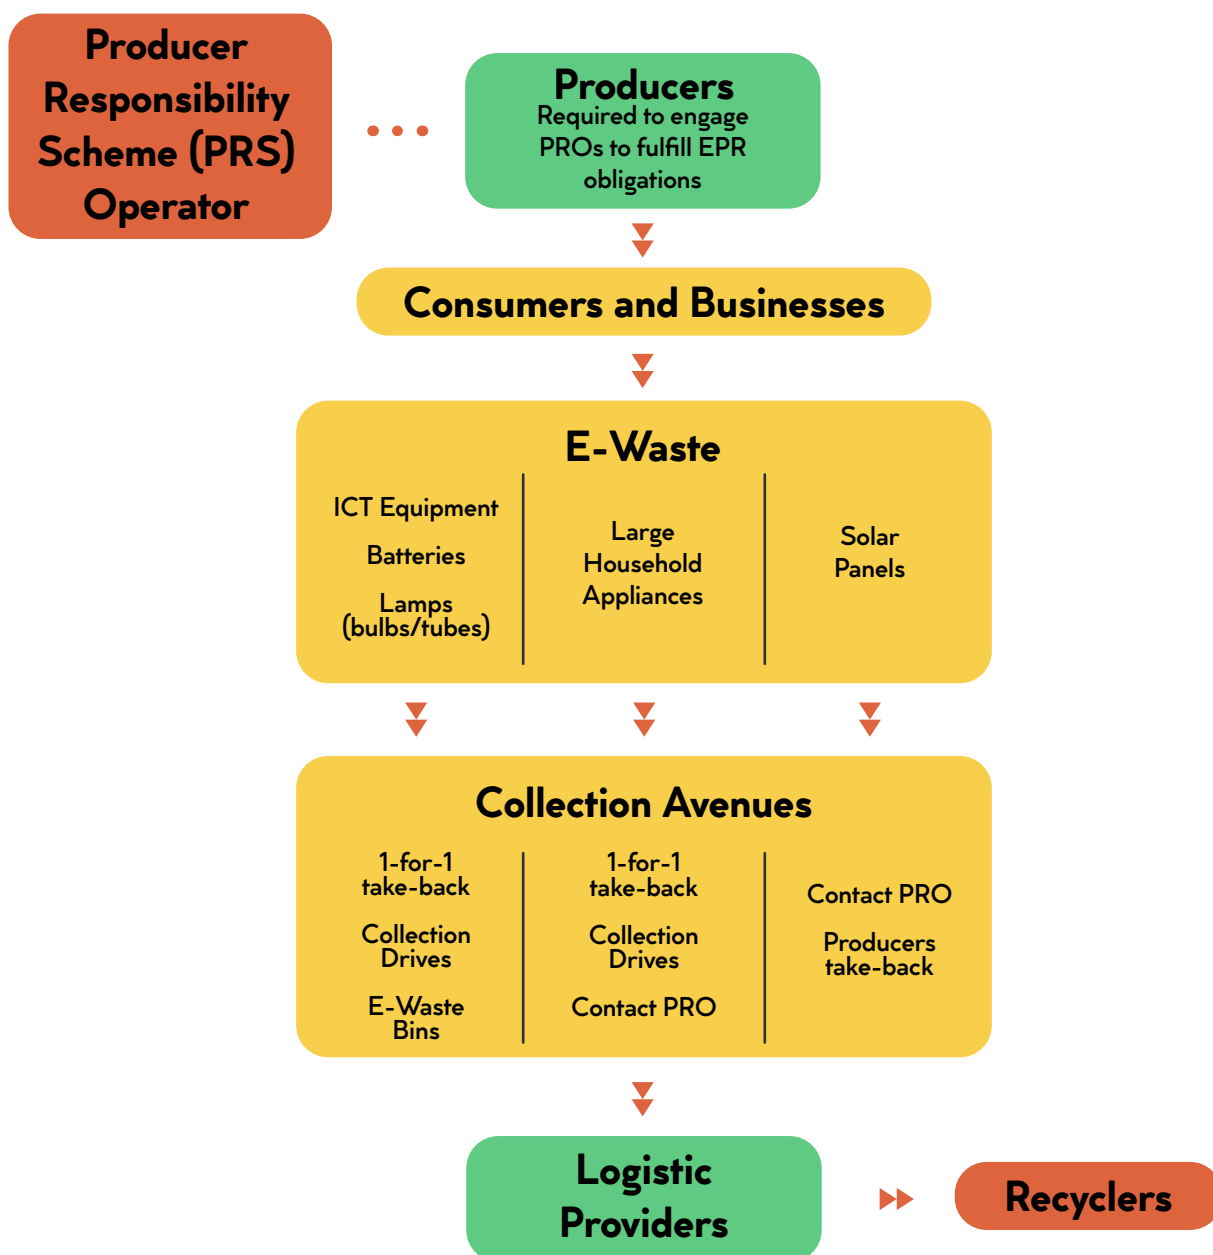 Producer
Responsibility
Scheme (PRS)
Operator
Producers
Required to engage
PROs to fulfill EPR
obligations
Consumers and Businesses
E-Waste
ICT Equipment
Batteries
Lamps
(bulbs/tubes)
Large
Household
Appliances
Solar
Panels
Collection Avenues
1-for-1
take-back
Collection
Drives
E-Waste
Bins
1-for-1
take-back
Collection
Drives
Contact PRO
Contact PRO
Producers
take-back
Logistic
Providers
Recyclers